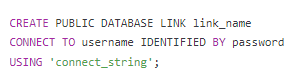 CREATE PUBLIC DATABASE LINK link_name
CONNECT TO username IDENTIFIED BY password
USING 'connect_string';